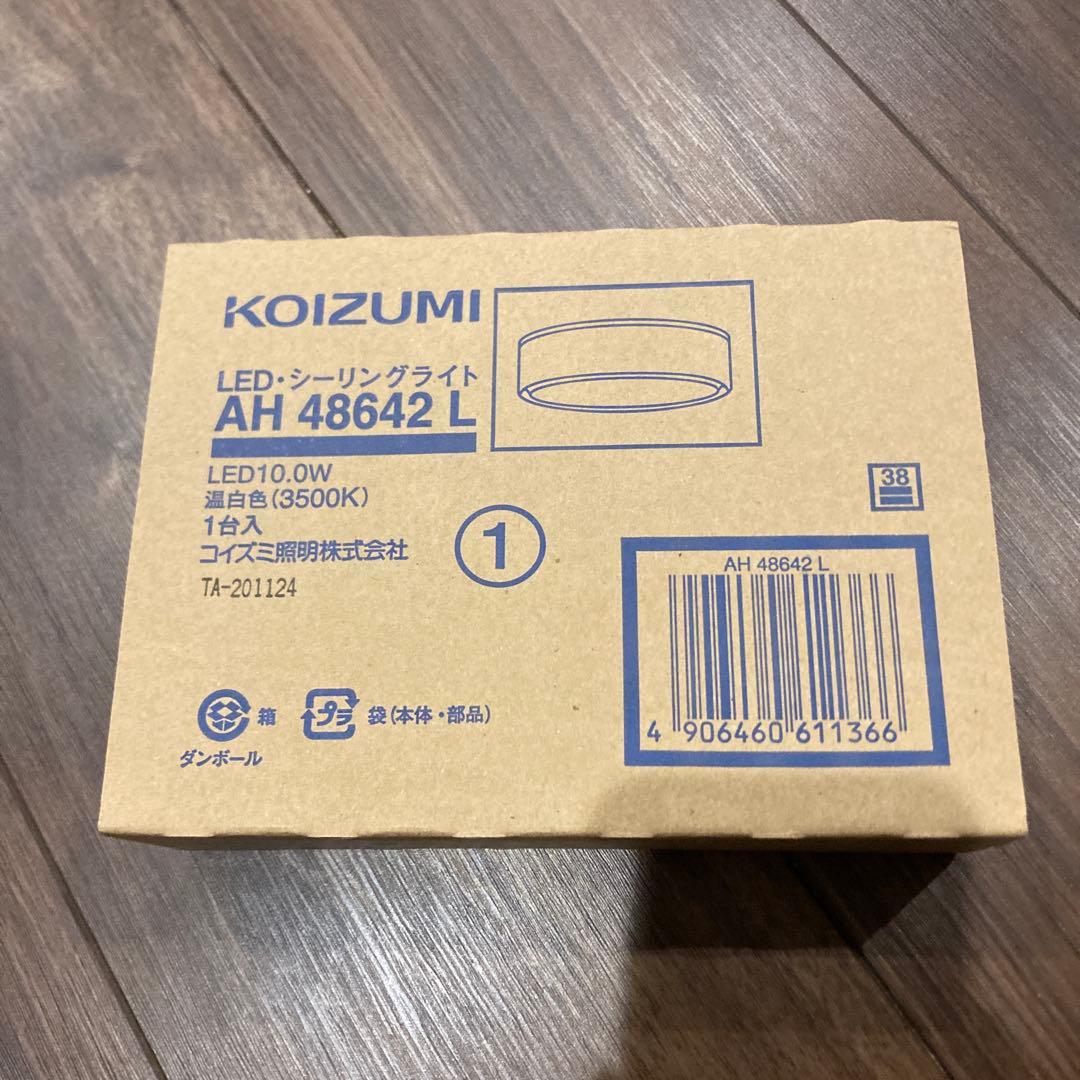 KOIZUMI
LED・シーリングライト
AH 48642 L
LED10.0W
温白色(3500K)
1台入
コイズミ照明株式会社
TA-201124
1
38
AH 48642 L
4 906460 611366
箱
ダンボール
プラ
袋(本体・部品)